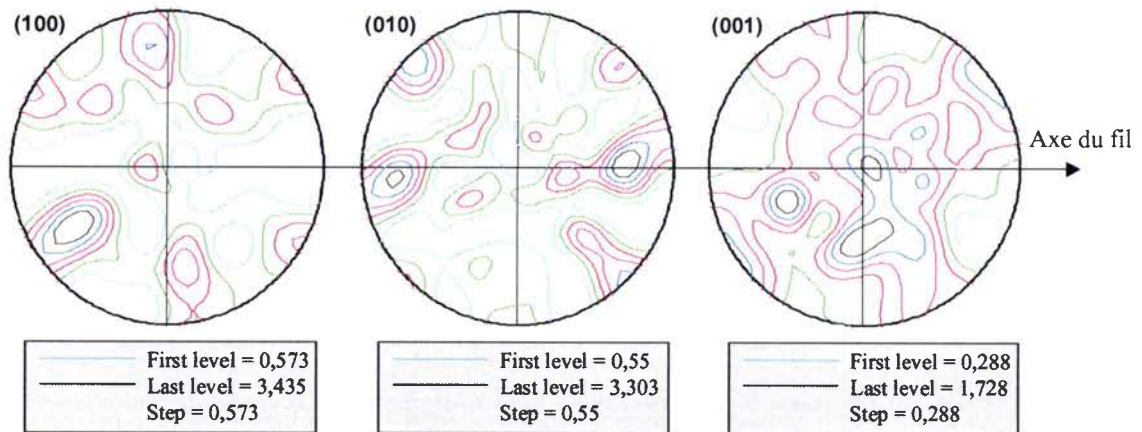 (100)
(010)
(001)
Axe du fil
First level = 0,573
Last level = 3,435
Step = 0,573
First level = 0,55
Last level = 3,303
Step = 0,55
First level = 0,288
Last level = 1,728
Step = 0,288